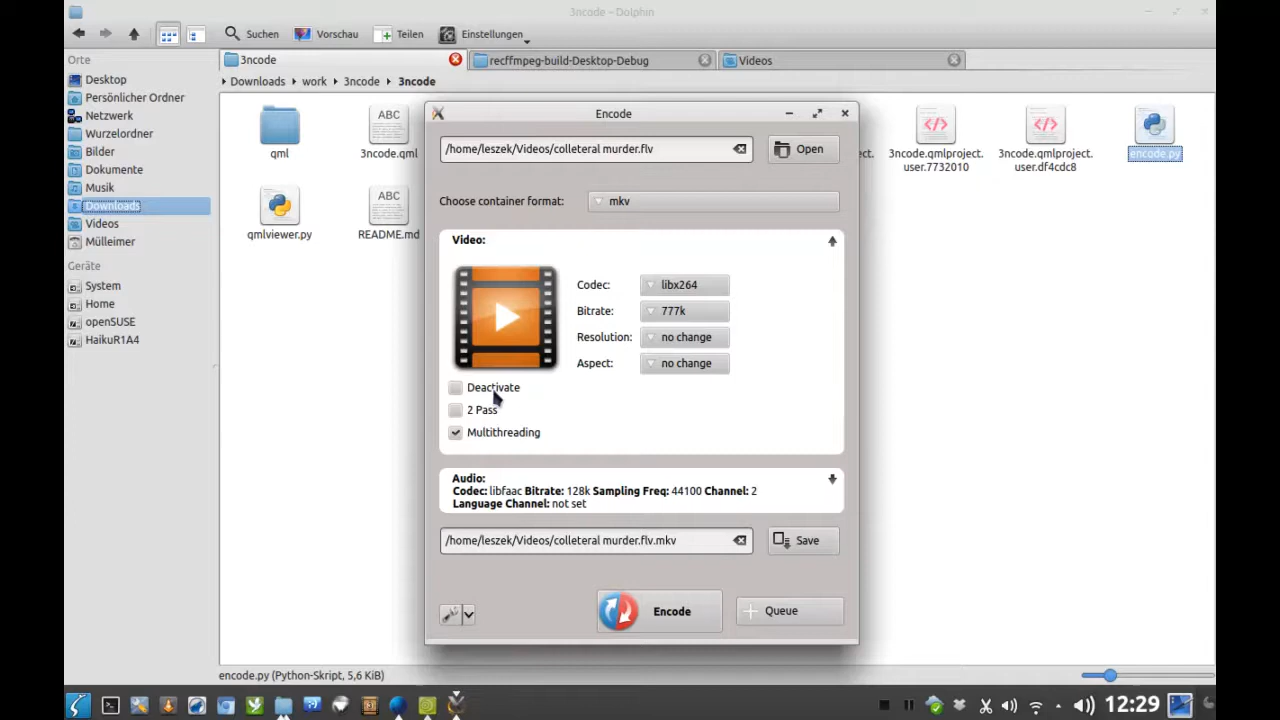 3ncode – Dolphin
Suchen
Vorschau
Teilen
Einstellungen
Orte
3ncode
recffmpeg-build-Desktop-Debug
Videos
Desktop
Persönlicher Ordner
Netzwerk
Wurzelordner
Bilder
Dokumente
Musik
Downloads
Videos
Mülleimer
Geräte
System
Home
openSUSE
HaikuR1A4
Downloads
work
3ncode
3ncode
qml
ABC
3ncode.qml
3ncode.qmlproject.
user.7732010
3ncode.qmlproject.
user.df4cdc8
encode.py
qmlviewer.py
ABC
README.md
Encode
/home/leszek/Videos/colleteral murder.flv
Open
Choose container format:
mkv
Video:
Codec:
libx264
Bitrate:
777k
Resolution:
no change
Aspect:
no change
Deactivate
2 Pass
Multithreading
Audio:
Codec: libfaac Bitrate: 128k Sampling Freq: 44100 Channel: 2
Language Channel: not set
/home/leszek/Videos/colleteral murder.flv.mkv
Save
Encode
Queue
encode.py (Python-Skript, 5,6 KiB)
12:29